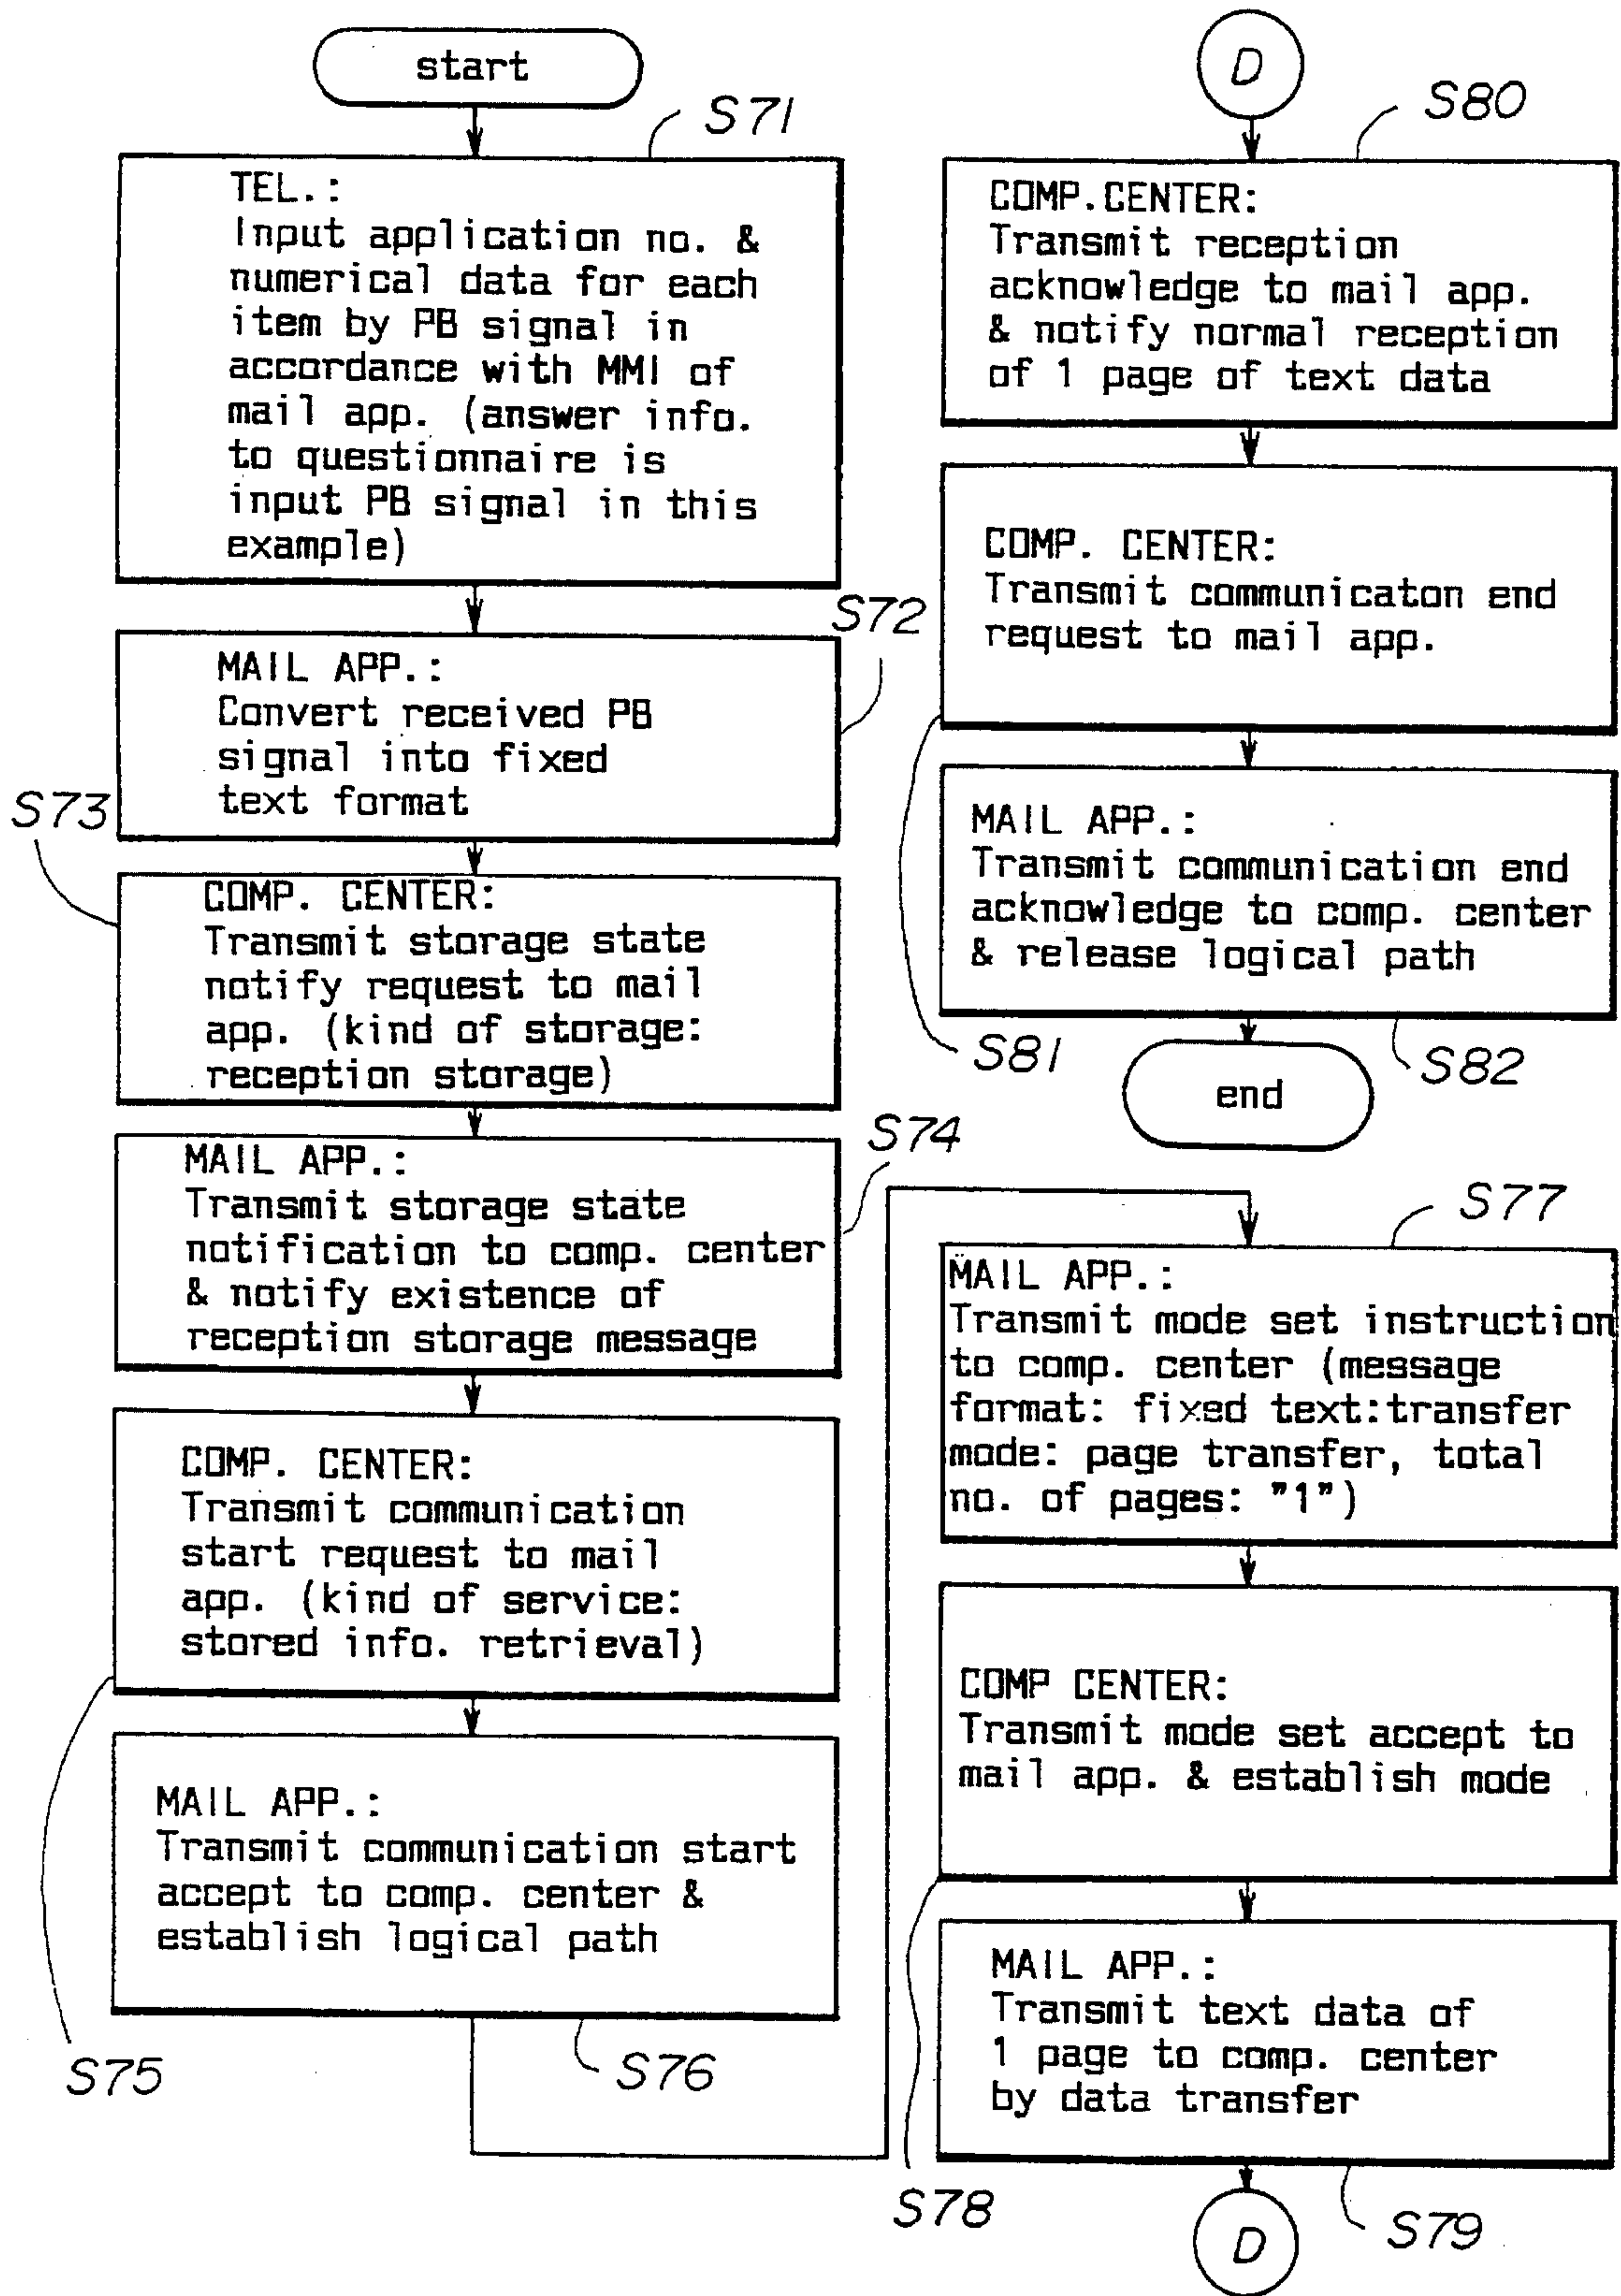 start
S71
TEL.:
Input application no. &
numerical data for each
item by PB signal in
accordance with MMI of
mail app. (answer info.
to questionnaire is
input PB signal in this
example)
S72
MAIL APP.:
Convert received PB
signal into fixed
text format
S73
COMP. CENTER:
Transmit storage state
notify request to mail
app. (kind of storage:
reception storage)
S74
MAIL APP.:
Transmit storage state
notification to comp. center
& notify existence of
reception storage message
COMP. CENTER:
Transmit communication
start request to mail
app. (kind of service:
stored info. retrieval)
S75
MAIL APP.:
Transmit communication start
accept to comp. center &
establish logical path
S76
S77
MAIL APP.:
Transmit mode set instruction
to comp. center (message
format: fixed text:transfer
mode: page transfer, total
no. of pages: "1")
COMP CENTER:
Transmit mode set accept to
mail app. & establish mode
S78
MAIL APP.:
Transmit text data of
1 page to comp. center
by data transfer
S79
D
D
S80
COMP.CENTER:
Transmit reception
acknowledge to mail app.
& notify normal reception
of 1 page of text data
COMP. CENTER:
Transmit communicaton end
request to mail app.
S81
MAIL APP.:
Transmit communication end
acknowledge to comp. center
& release logical path
S82
end